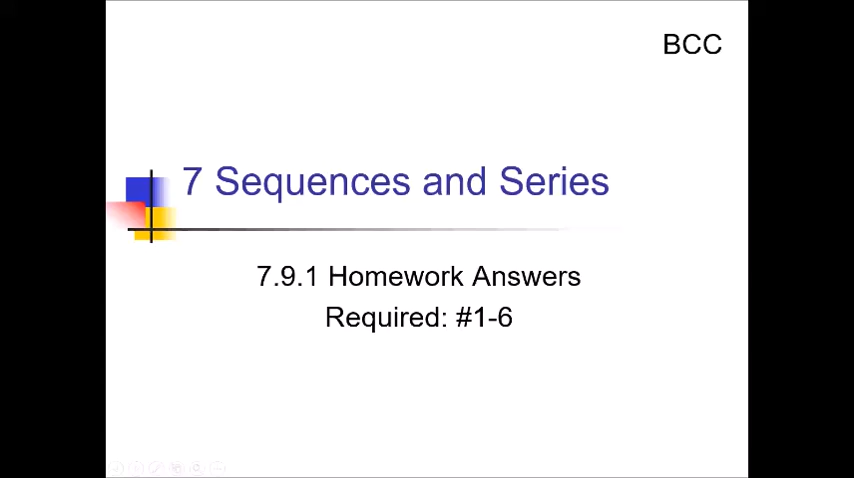 BCC
7 Sequences and Series
7.9.1 Homework Answers
Required: #1-6